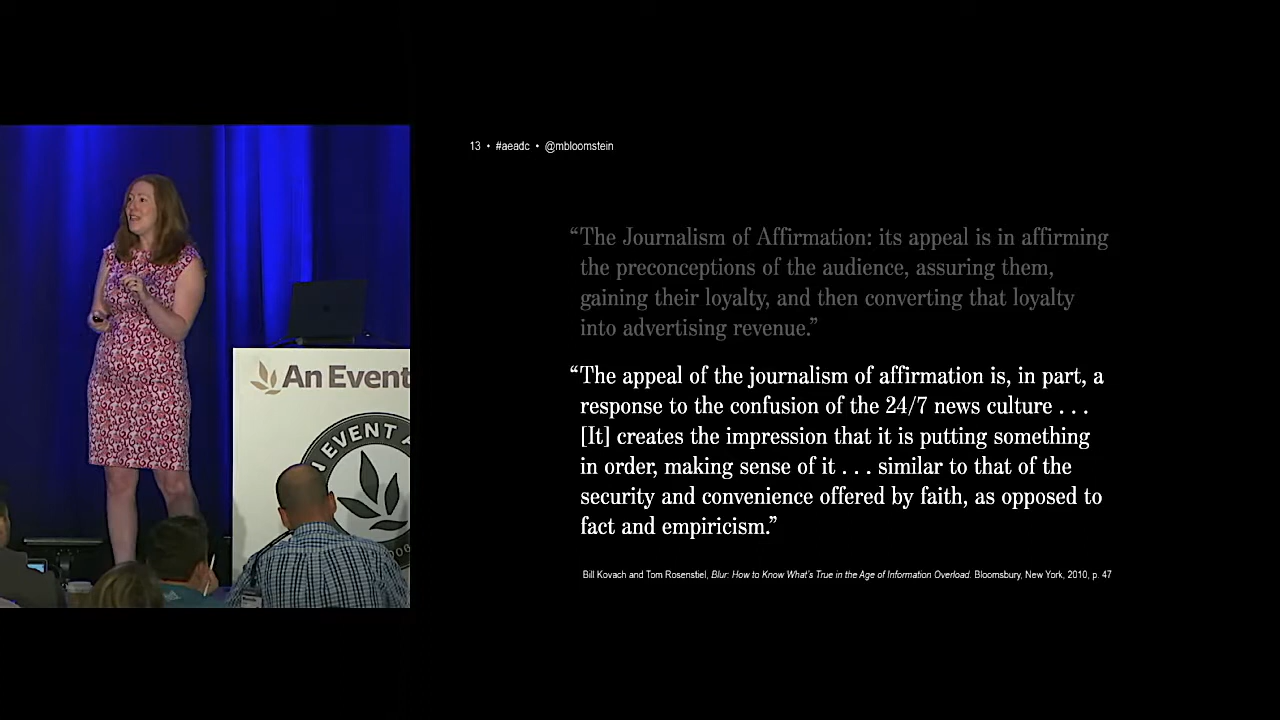 13 • #aeadc • @mbloomstein
“The Journalism of Affirmation: its appeal is in affirming
the preconceptions of the audience, assuring them,
gaining their loyalty, and then converting that loyalty
into advertising revenue.”
“The appeal of the journalism of affirmation is, in part, a
response to the confusion of the 24/7 news culture . . .
[It] creates the impression that it is putting something
in order, making sense of it . . . similar to that of the
security and convenience offered by faith, as opposed to
fact and empiricism.”
Bill Kovach and Tom Rosenstiel, Blur: How to Know What’s True in the Age of Information Overload. Bloomsbury, New York, 2010, p. 47
An Event
N EVENT A